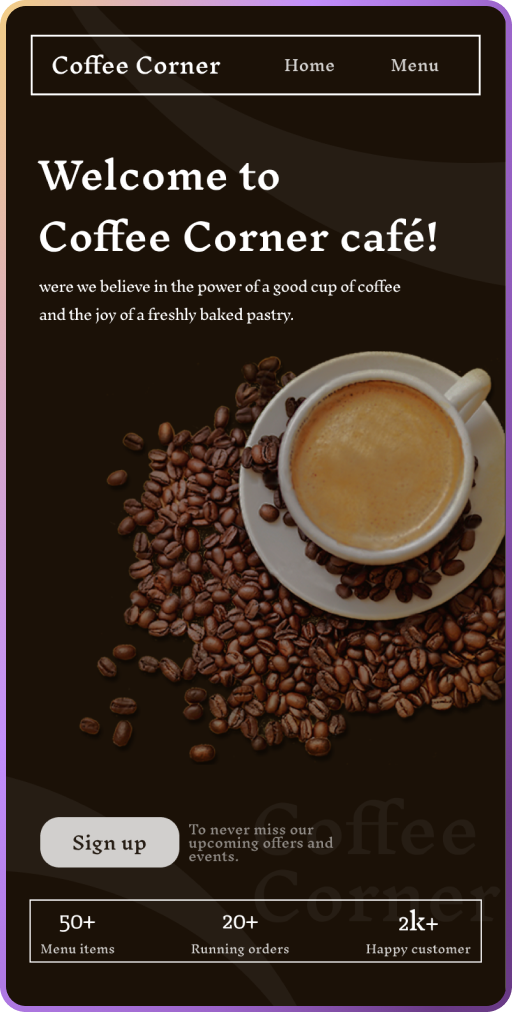 Coffee Corner Home Menu
Welcome to
Coffee Corner café!
were we believe in the power of a good cup of coffee
and the joy of a freshly baked pastry.
Coffee
Corner
Sign up
To never miss our
upcoming offires and
events.
50+ 20+ 2k+
Menu items Running orders Happy customer